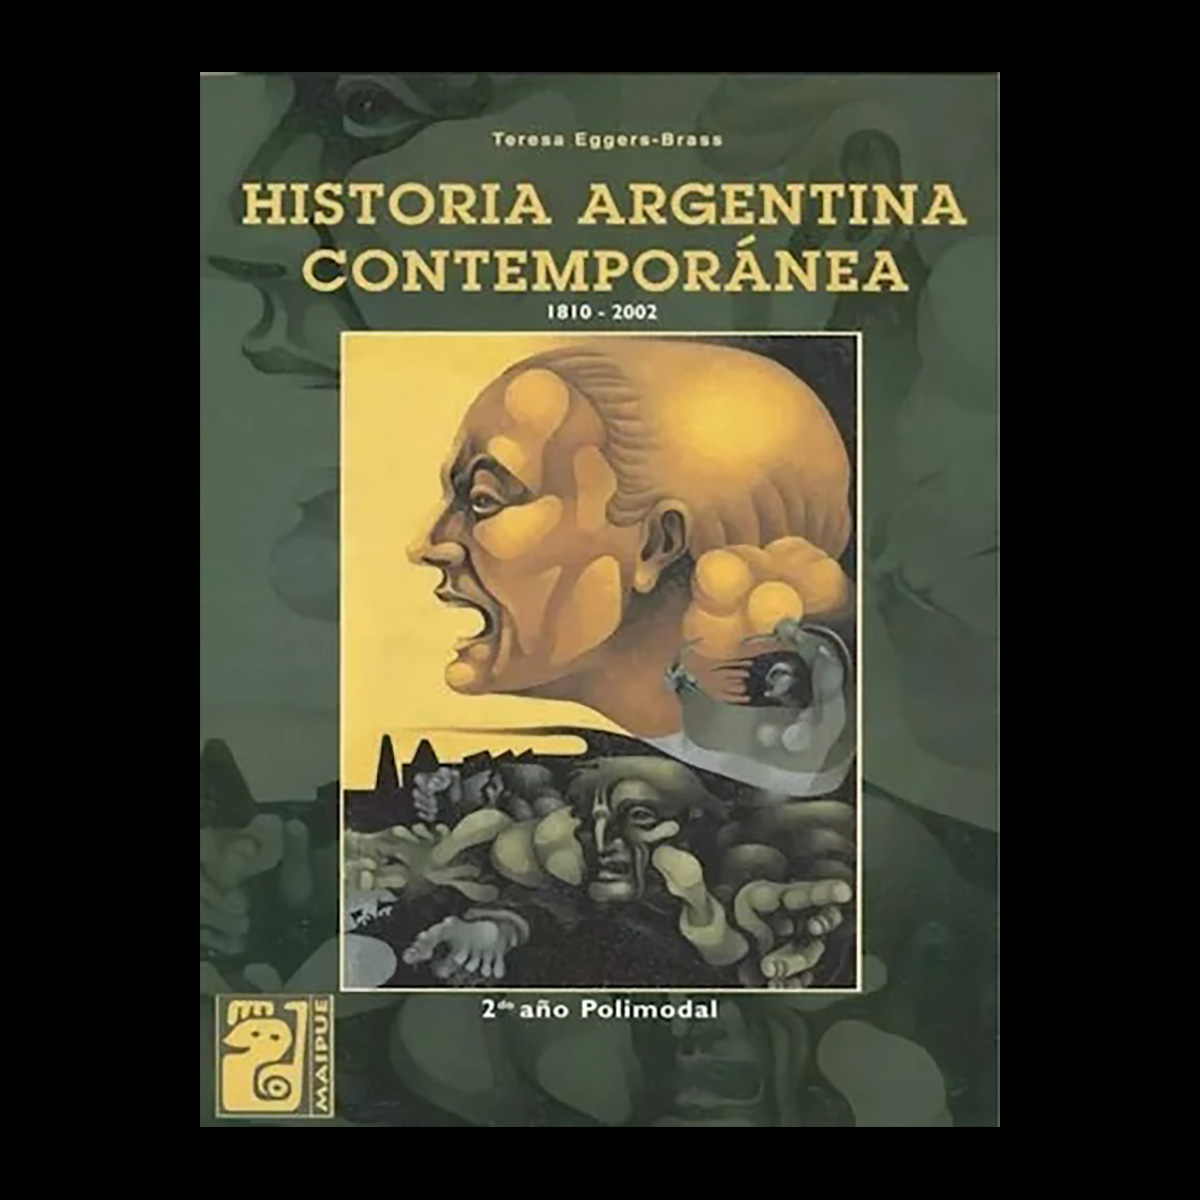 Teresa Eggers-Brass
HISTORIA ARGENTINA
CONTEMPORÁNEA
1810 - 2002
2do año Polimodal
MAIPUE